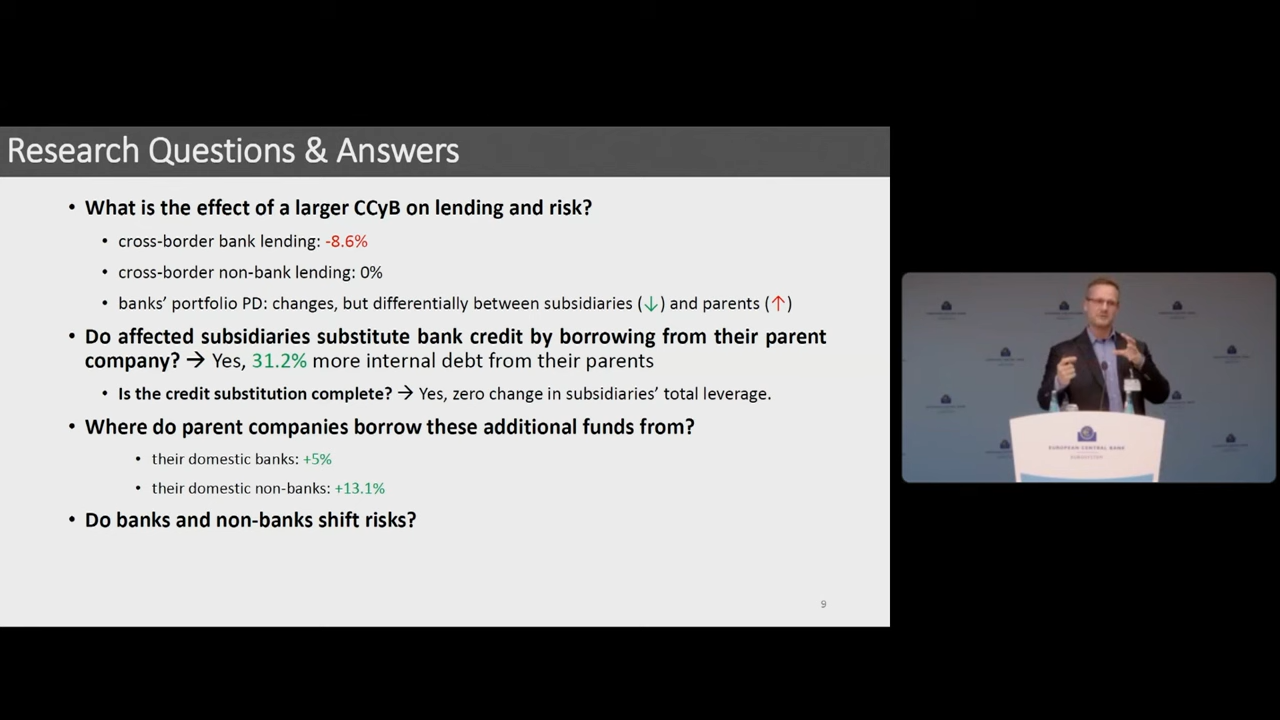 Research Questions & Answers
• What is the effect of a larger CCyB on lending and risk?
• cross-border bank lending: -8.6%
• cross-border non-bank lending: 0%
• banks' portfolio PD: changes, but differentially between subsidiaries (↓) and parents (↑)
• Do affected subsidiaries substitute bank credit by borrowing from their parent
company? → Yes, 31.2% more internal debt from their parents
• Is the credit substitution complete? → Yes, zero change in subsidiaries' total leverage.
• Where do parent companies borrow these additional funds from?
• their domestic banks: +5%
• their domestic non-banks: +13.1%
• Do banks and non-banks shift risks?
9
EUROPEAN CENTRAL BANK
EUROSYSTEM